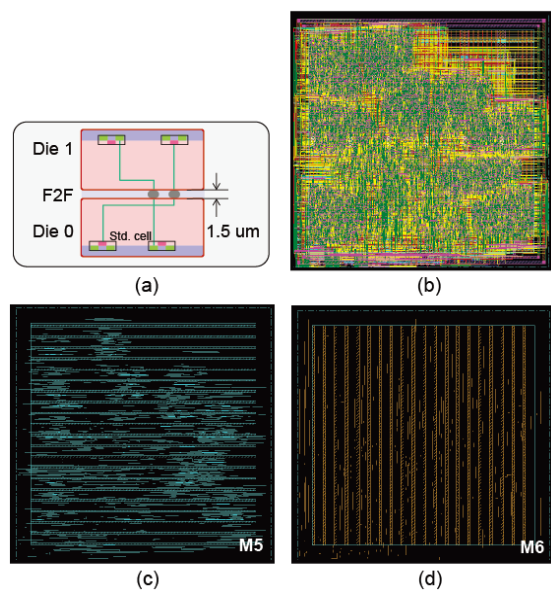 Die 1
F2F
Die 0
Std. cell
1.5 um
(a)
(b)
M5
(c)
M6
(d)